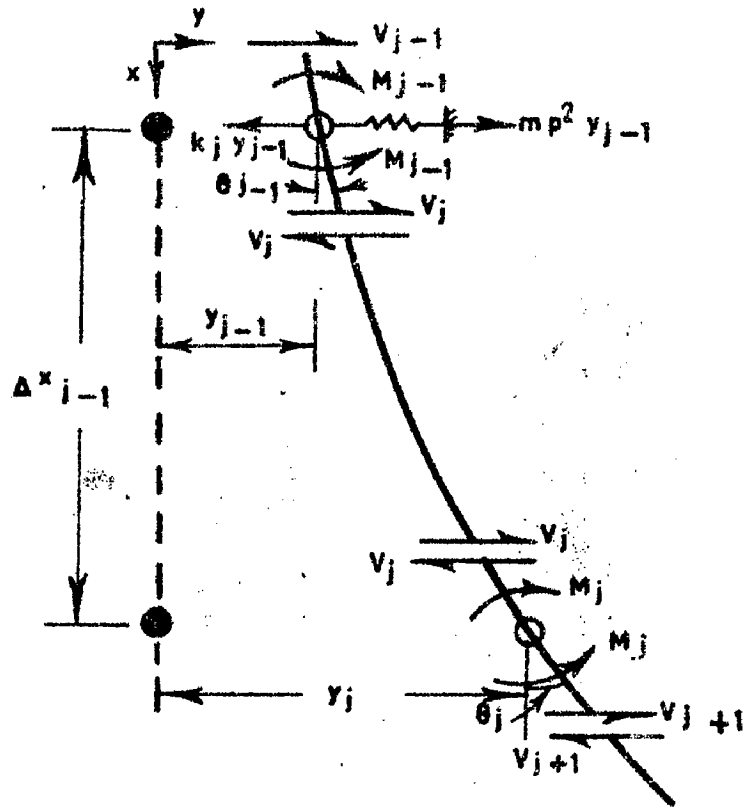 y
V j-1
x
M j-1
k j y j-1
m p² y j-1
M j-1
θ j-1
V j
V j
y j-1
Δ x j-1
V j
V j
M j
M j
y j
θ j
V j+1
V j+1